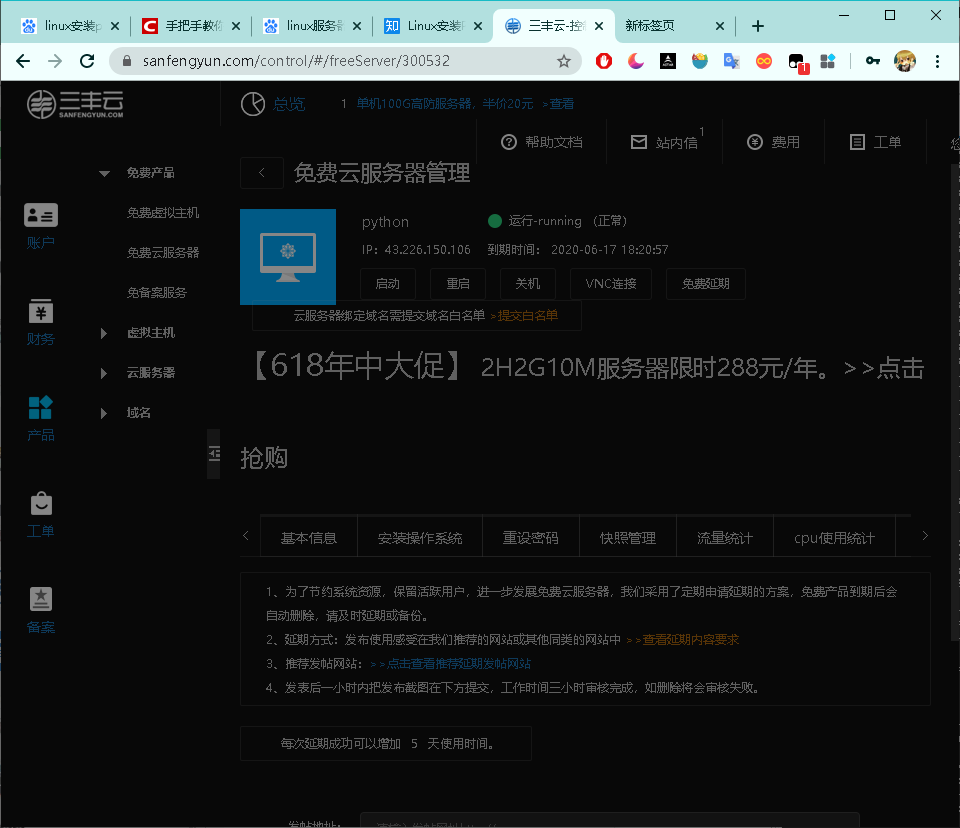 linux安装p
手把手教你
linux服务器
Linux安装
三丰云-控
新标签页
sanfengyun.com/control/#/freeServer/300532
1
三丰云
SANFENGYUN.COM
总览
1 单机100G高防服务器，半价20元 >查看
帮助文档
站内信 1
费用
工单
账户
财务
产品
工单
备案
免费产品
免费虚拟主机
免费云服务器
免备案服务
虚拟主机
云服务器
域名
免费云服务器管理
python
运行-running （正常）
IP：43.226.150.106 到期时间： 2020-06-17 18:20:57
启动 重启 关机 VNC连接 免费延期
云服务器绑定域名需提交域名白名单 >提交白名单
【618年中大促】 2H2G10M服务器限时288元/年。>>点击
抢购
基本信息 安装操作系统 重设密码 快照管理 流量统计 cpu使用统计
1、为了节约系统资源，保留活跃用户，进一步发展免费云服务器，我们采用了定期申请延期的方案，免费产品到期后会
自动删除，请及时延期或备份。
2、延期方式：发布使用感受在我们推荐的网站或其他同类的网站中 >>查看延期内容要求
3、推荐发帖网站：>>点击查看推荐延期发帖网站
4、发表后一小时内把发布截图在下方提交，工作时间三小时审核完成，如删除将会审核失败。
每次延期成功可以增加 5 天使用时间。
发帖地址：